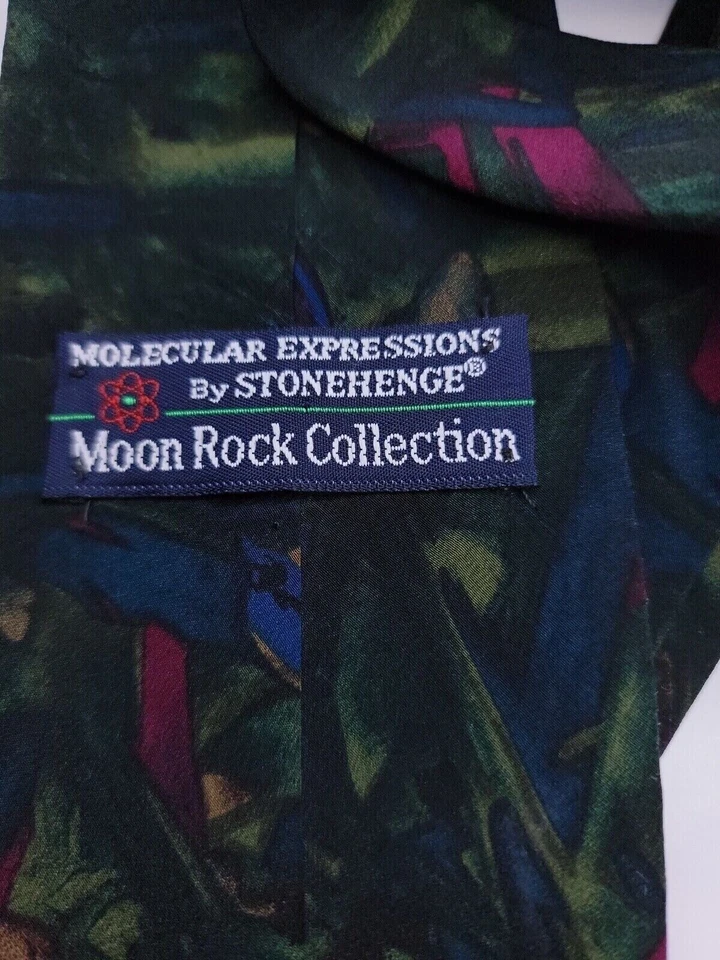 MOLECULAR EXPRESSIONS
By STONEHENGE®
Moon Rock Collection